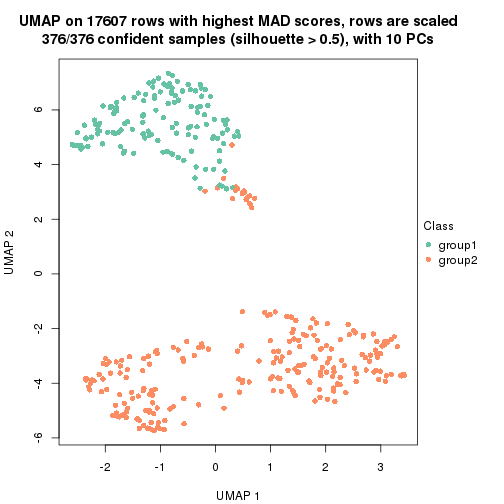 UMAP on 17607 rows with highest MAD scores, rows are scaled
376/376 confident samples (silhouette > 0.5), with 10 PCs
6
4
2
0
-2
-4
-6
UMAP 2
-2
-1
0
1
2
3
UMAP 1
Class
group1
group2